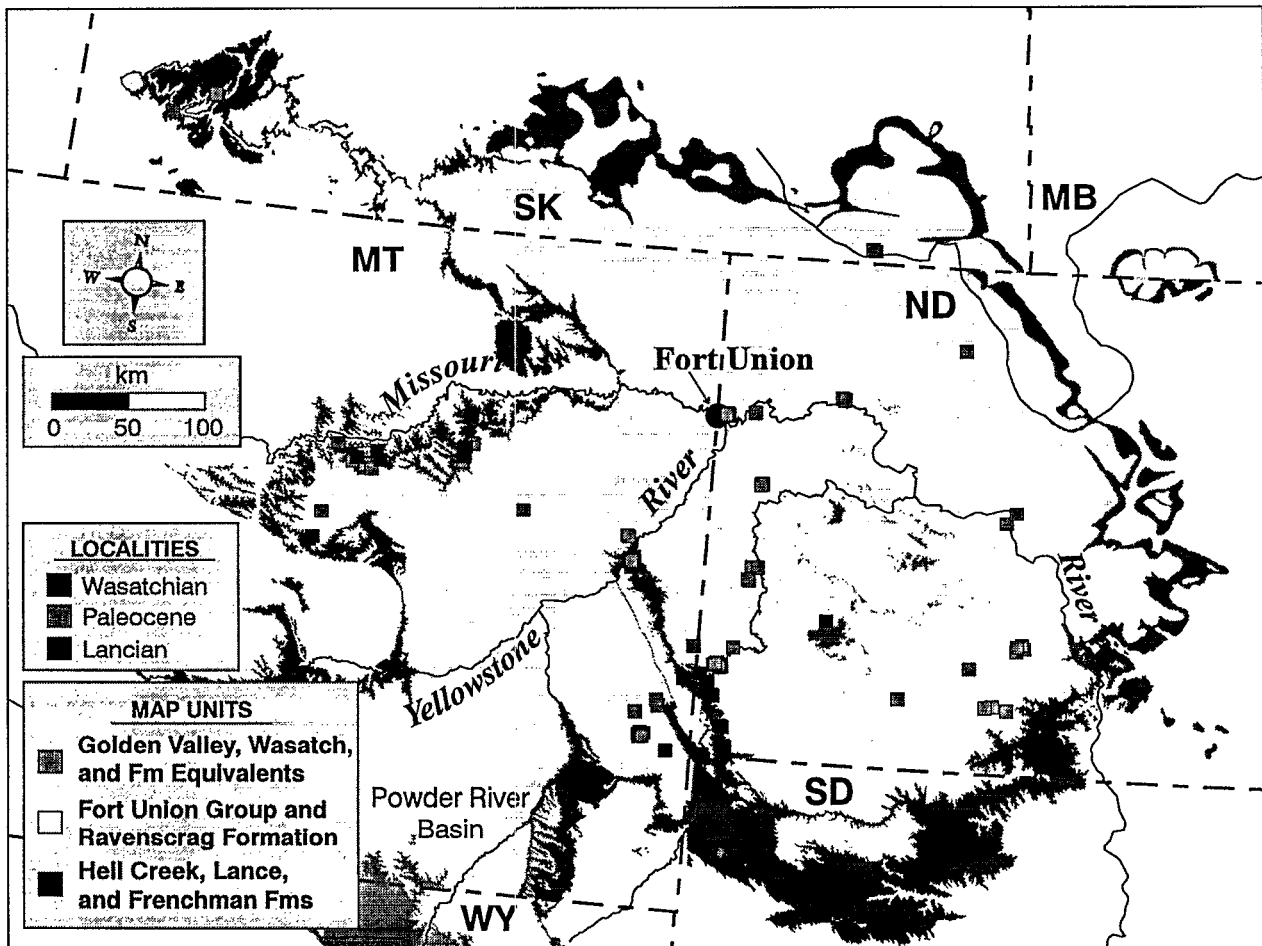 SK
MB
MT
ND
N
W
E
S
km
0 50 100
Missouri
Fort Union
River
River
Yellowstone
LOCALITIES
Wasatchian
Paleocene
Lancian
MAP UNITS
Golden Valley, Wasatch,
and Fm Equivalents
Fort Union Group and
Ravenscrag Formation
Hell Creek, Lance,
and Frenchman Fms
Powder River
Basin
SD
WY